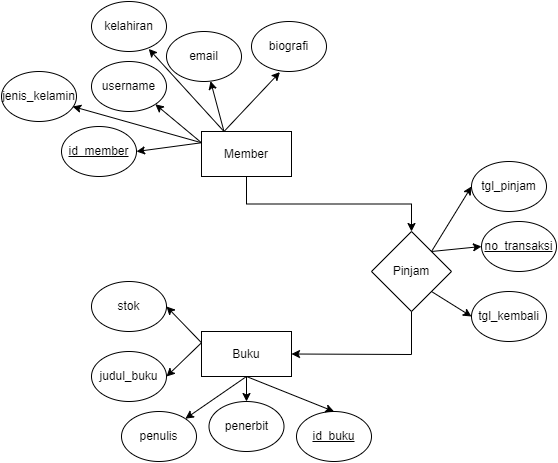 kelahiran
email
biografi
jenis_kelamin
username
id_member
Member
tgl_pinjam
no_transaksi
Pinjam
tgl_kembali
stok
Buku
judul_buku
penulis
penerbit
id_buku